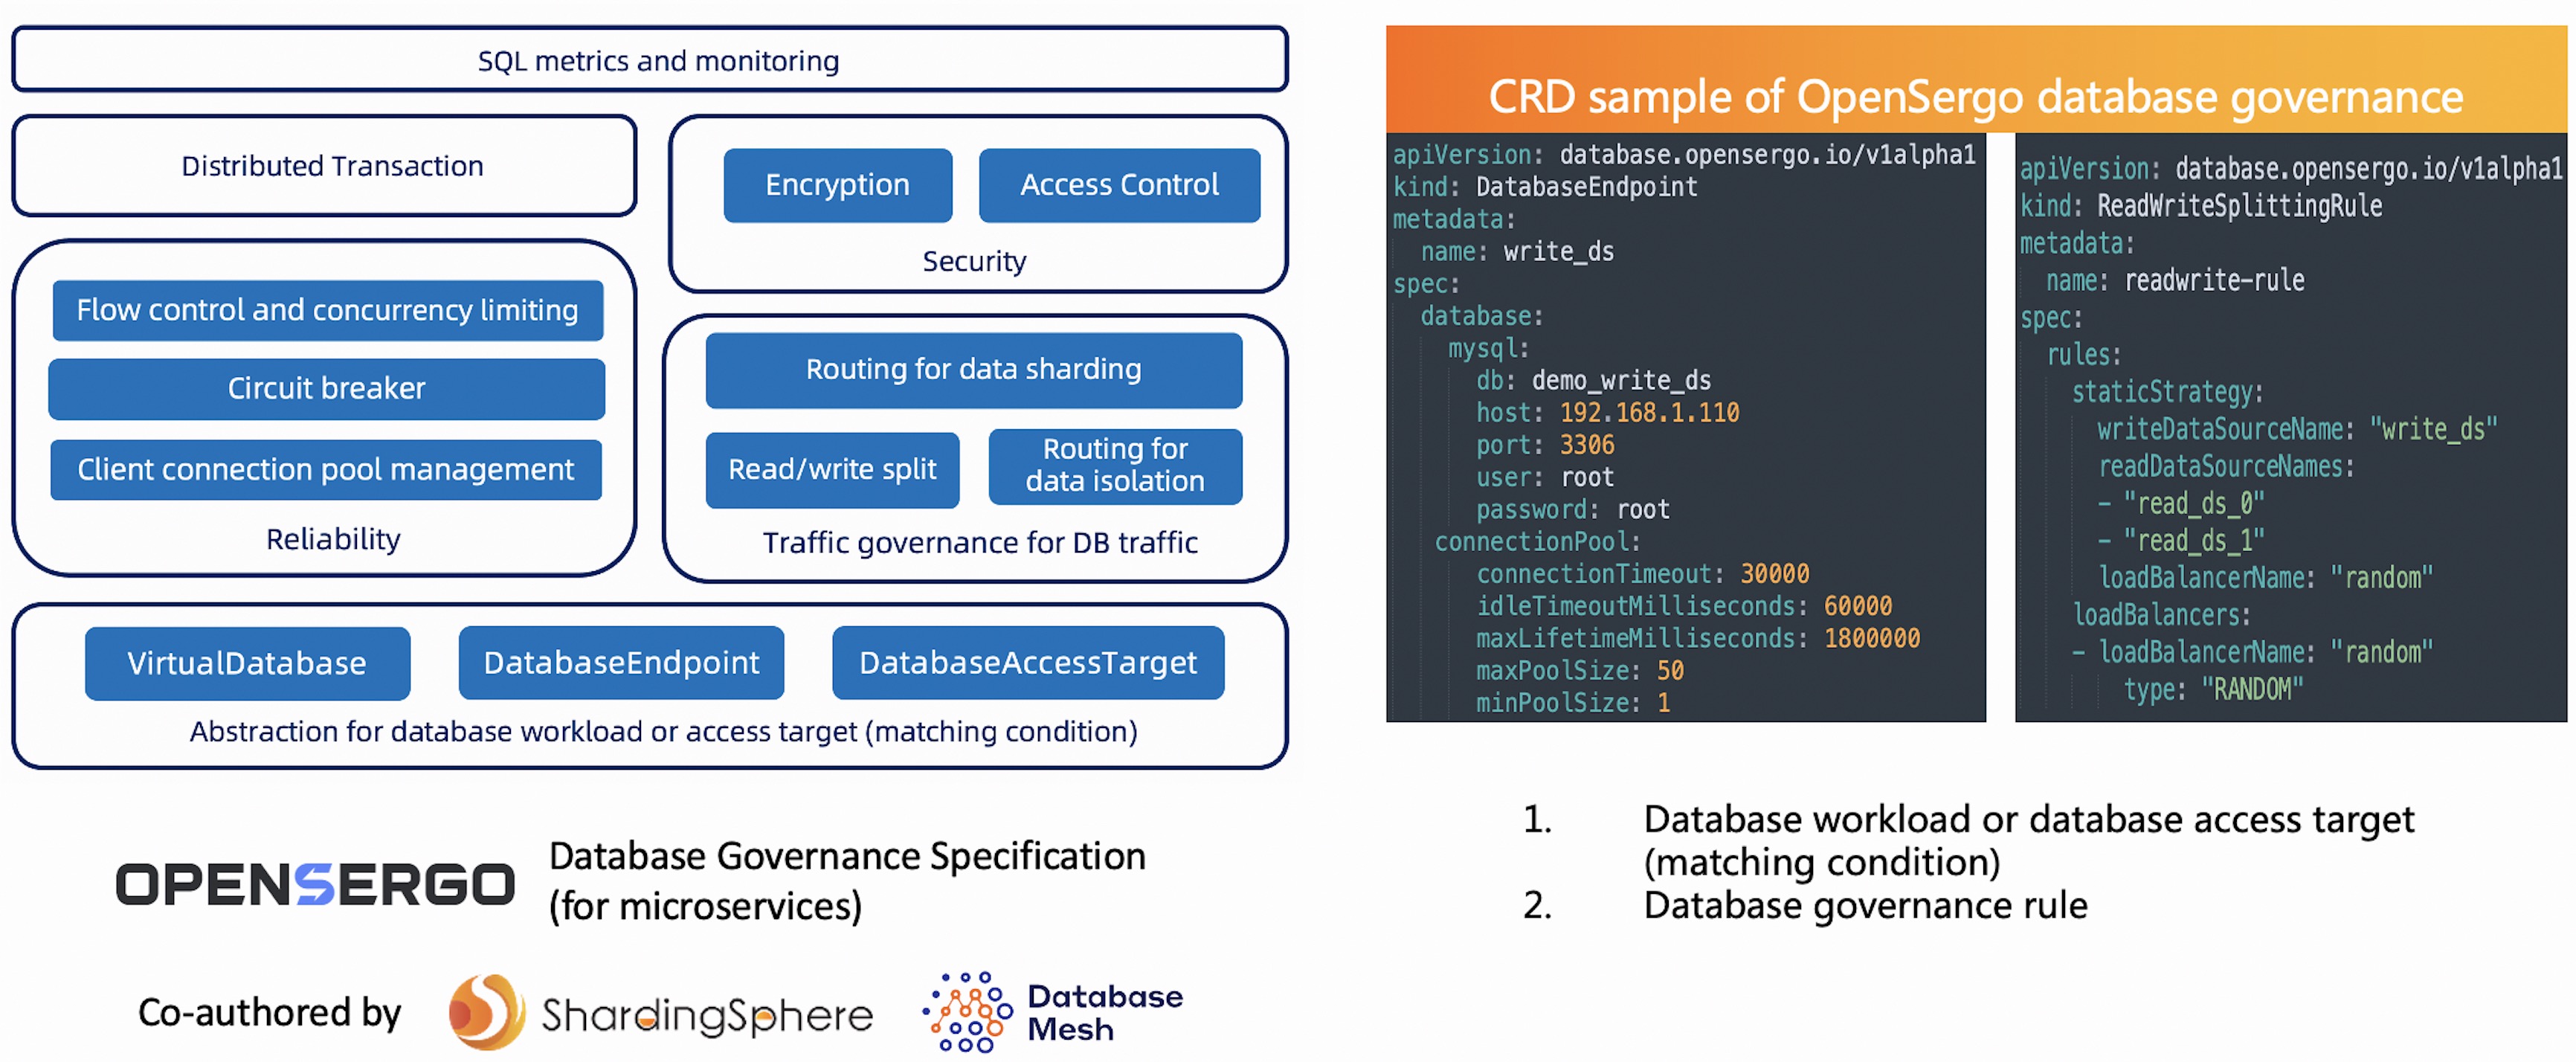 SQL metrics and monitoring
Distributed Transaction
Encryption
Access Control
Security
Flow control and concurrency limiting
Circuit breaker
Client connection pool management
Reliability
Routing for data sharding
Read/write split
Routing for
data isolation
Traffic governance for DB traffic
VirtualDatabase
DatabaseEndpoint
DatabaseAccessTarget
Abstraction for database workload or access target (matching condition)
OPENSERGO
Database Governance Specification
(for microservices)
Co-authored by
ShardingSphere
Database
Mesh
CRD sample of OpenSergo database governance
apiVersion: database.opensergo.io/v1alpha1
kind: DatabaseEndpoint
metadata:
  name: write_ds
spec:
  database:
    mysql:
      db: demo_write_ds
      host: 192.168.1.110
      port: 3306
      user: root
      password: root
   connectionPool:
      connectionTimeout: 30000
      idleTimeoutMilliseconds: 60000
      maxLifetimeMilliseconds: 1800000
      maxPoolSize: 50
      minPoolSize: 1
apiVersion: database.opensergo.io/v1alpha1
kind: ReadWriteSplittingRule
metadata:
  name: readwrite-rule
spec:
  rules:
    staticStrategy:
      writeDataSourceName: "write_ds"
      readDataSourceNames:
      - "read_ds_0"
      - "read_ds_1"
      loadBalancerName: "random"
    loadBalancers:
    - loadBalancerName: "random"
        type: "RANDOM"
1. Database workload or database access target
(matching condition)
2. Database governance rule